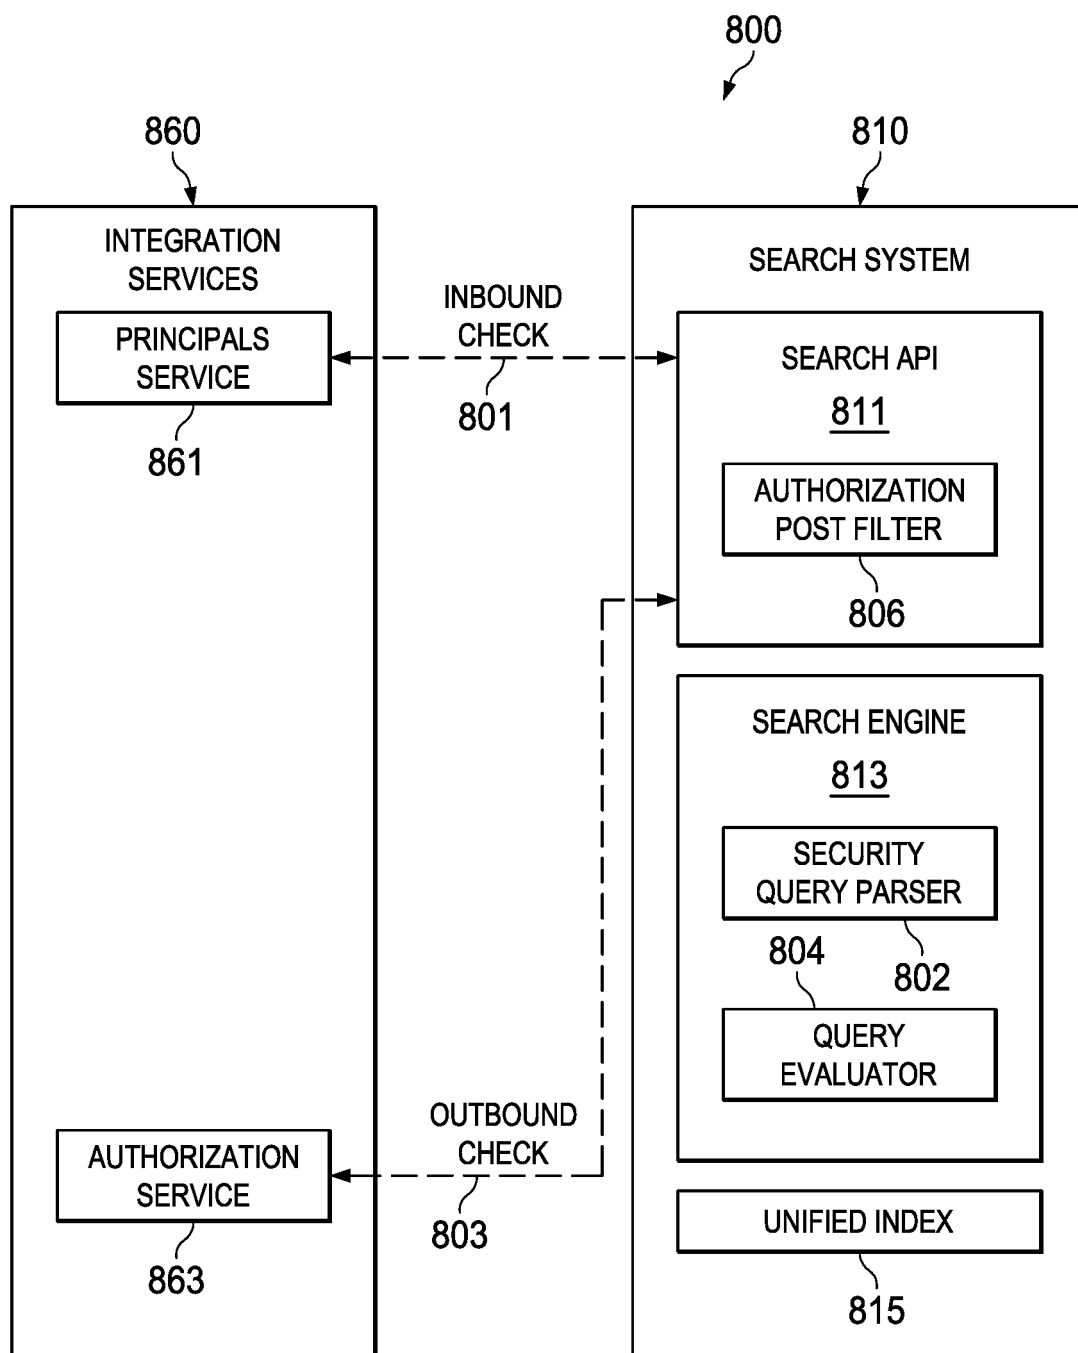 800
860
810
INTEGRATION
SERVICES
SEARCH SYSTEM
INBOUND
CHECK
801
PRINCIPALS
SERVICE
861
SEARCH API
811
AUTHORIZATION
POST FILTER
806
SEARCH ENGINE
813
SECURITY
QUERY PARSER
802
804
QUERY
EVALUATOR
OUTBOUND
CHECK
803
AUTHORIZATION
SERVICE
863
UNIFIED INDEX
815